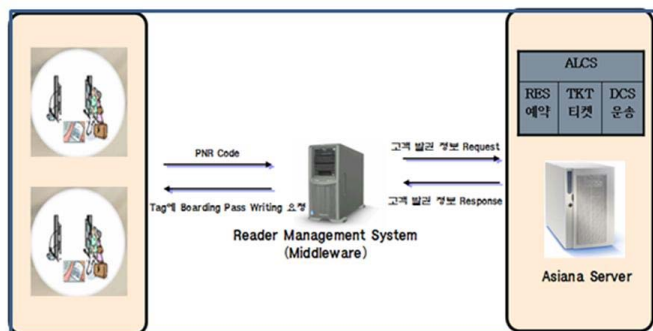 PNR Code
Tag에 Boarding Pass Writing 요청
Reader Management System
(Middleware)
고객 발권 정보 Request
고객 발권 정보 Response
ALCS
RES TKT DCS
예약 티켓 운송
Asiana Server